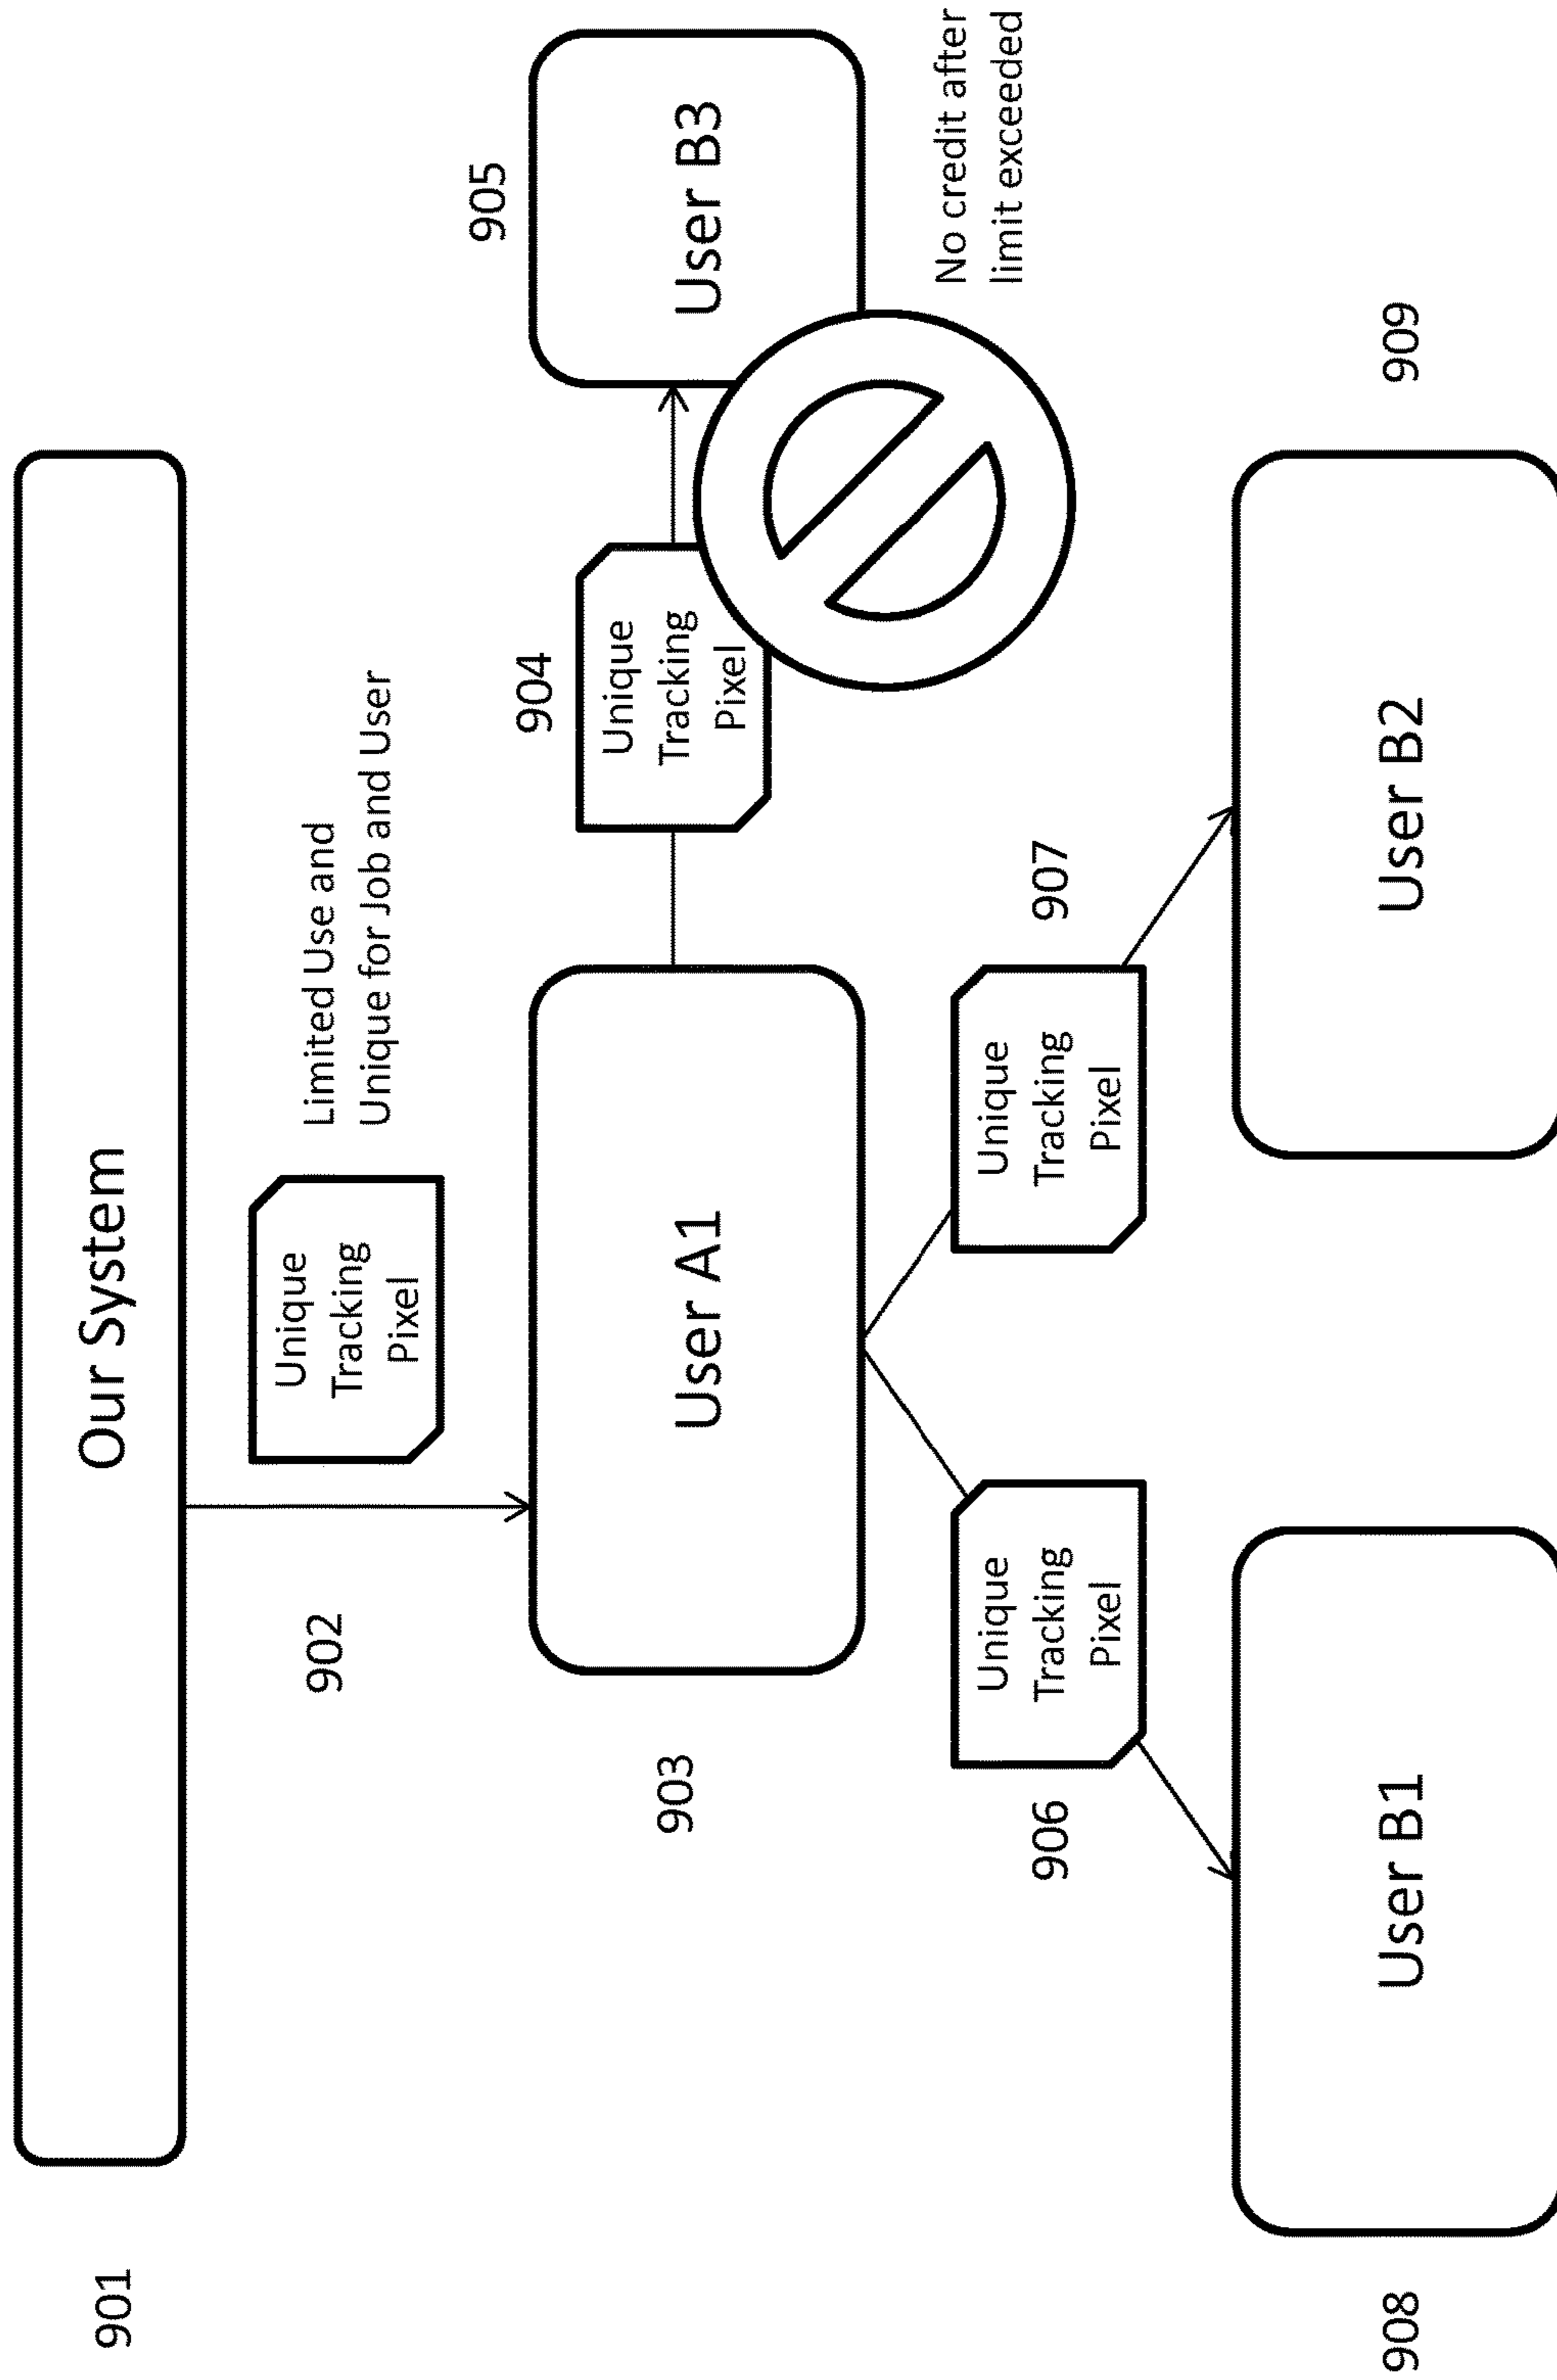 901
Our System
902
Unique
Tracking
Pixel
Limited Use and
Unique for Job and User
903
User A1
904
Unique
Tracking
Pixel
905
User B3
No credit after
limit exceeded
906
Unique
Tracking
Pixel
907
Unique
Tracking
Pixel
908
User B1
User B2
909